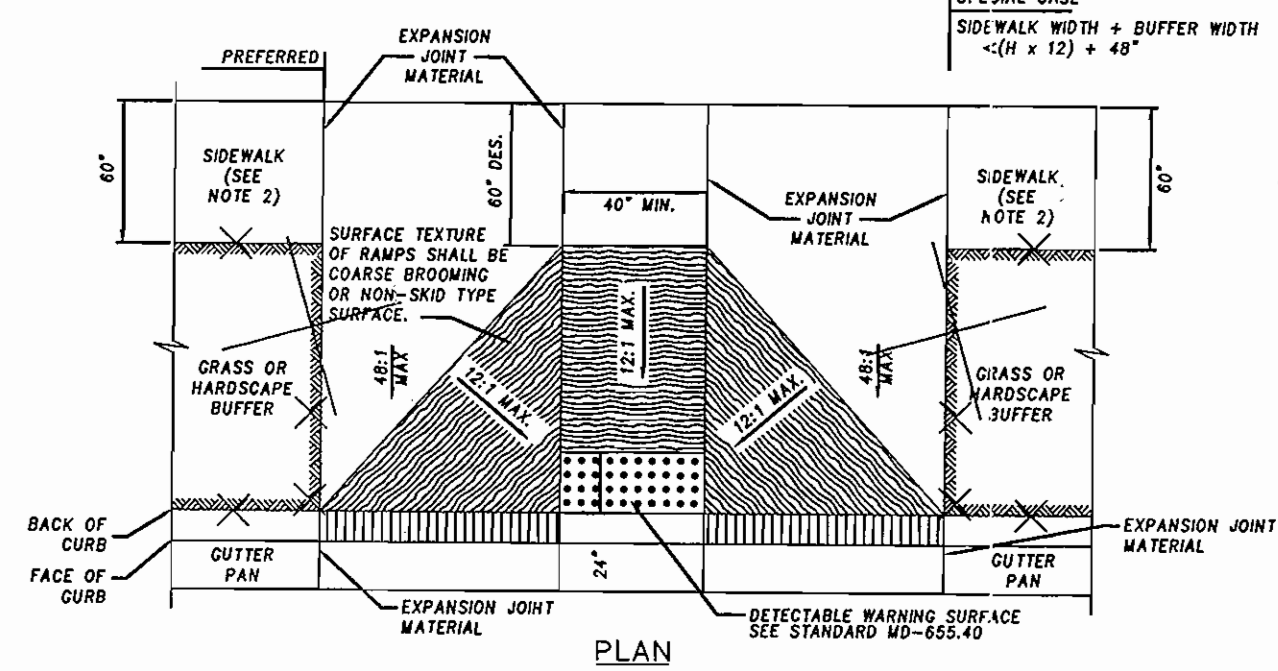 SPECIAL CASE
SIDEWALK WIDTH + BUFFER WIDTH
<(H x 12) + 48"
EXPANSION
JOINT
MATERIAL
PREFERRED
60"
SIDEWALK
(SEE
NOTE 2)
60" DES.
40" MIN.
EXPANSION
JOINT
MATERIAL
SIDEWALK
(SEE
NOTE 2)
60"
SURFACE TEXTURE
OF RAMPS SHALL BE
COARSE BROOMING
OR NON-SKID TYPE
SURFACE.
GRASS OR
HARDSCAPE
BUFFER
48:1
MAX
12:1 MAX.
12:1 MAX.
12:1 MAX.
48:1
MAX
GRASS OR
HARDSCAPE
BUFFER
BACK OF
CURB
FACE OF
GURB
GUTTER
PAN
24"
GUTTER
PAN
EXPANSION JOINT
MATERIAL
EXPANSION JOIHT
MATERIAL
DETECTABLE WARNING SURFACE
SEE STANDARD MD-655.40
PLAN